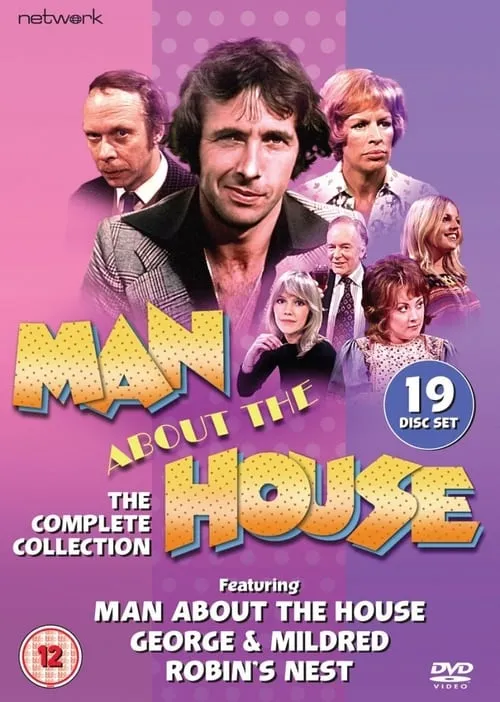 network
MAN
ABOUT THE
HOUSE
THE
COMPLETE
COLLECTION
19
DISC SET
Featuring
MAN ABOUT THE HOUSE
GEORGE & MILDRED
ROBIN'S NEST
12
DVD
VIDEO